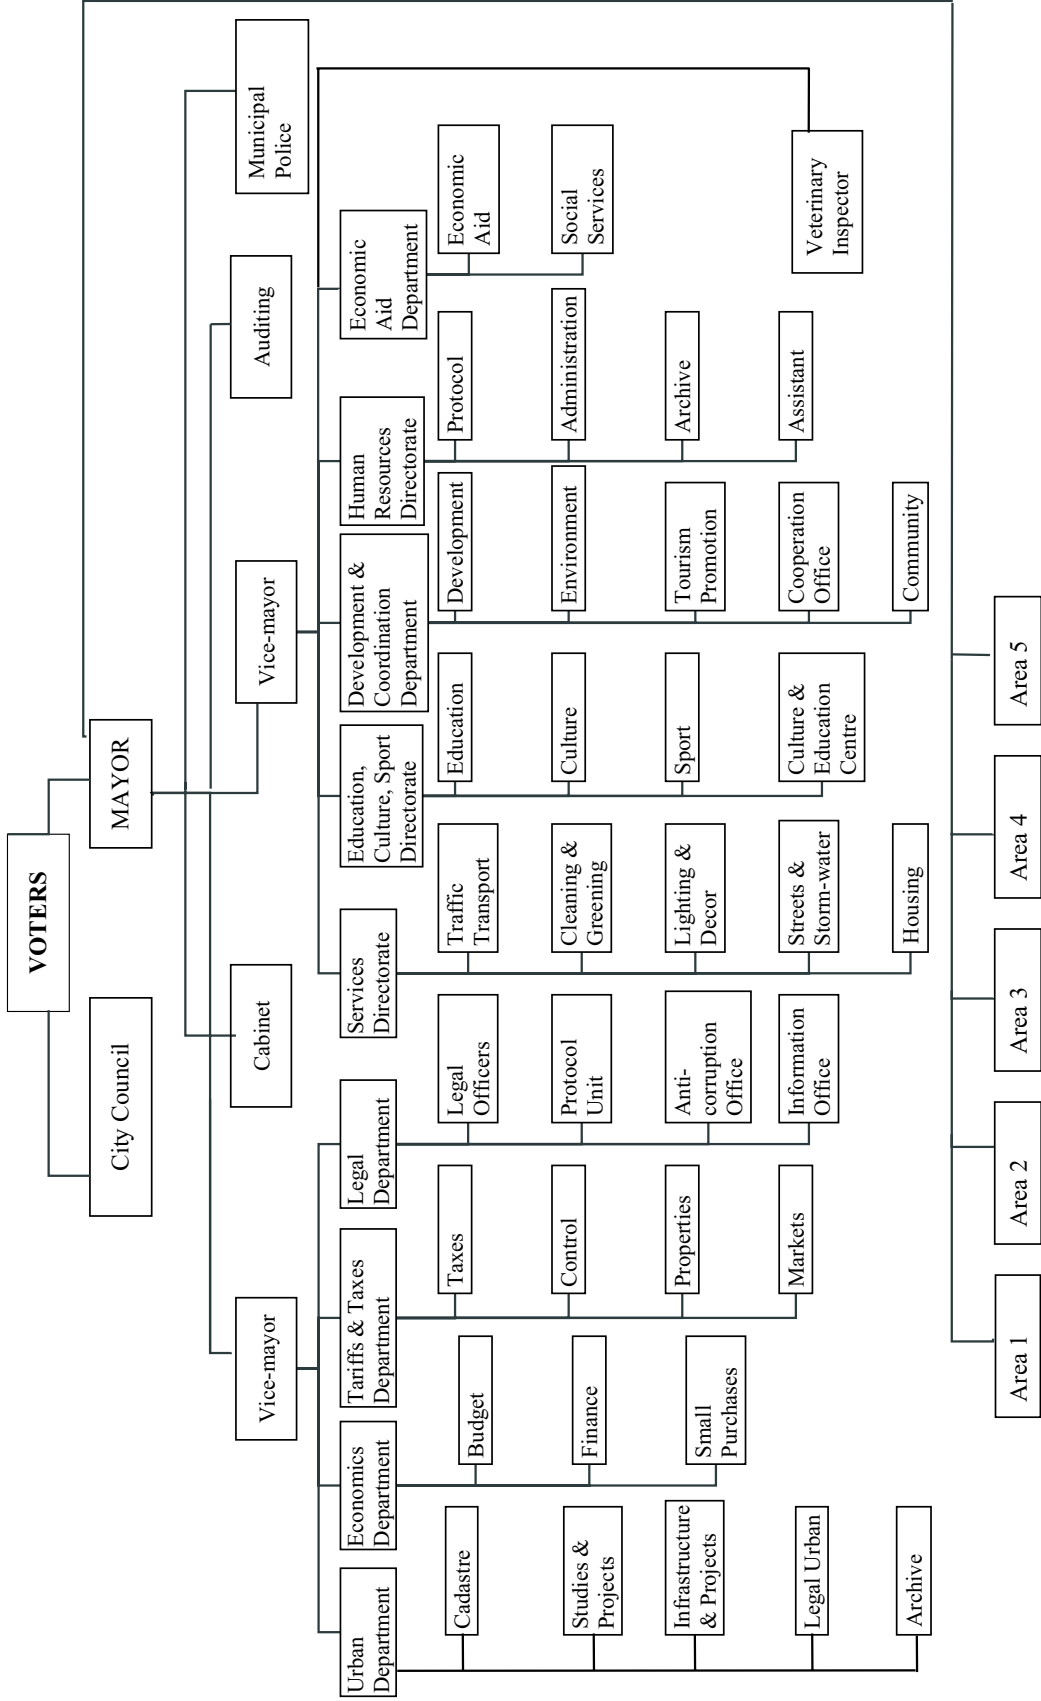 VOTERS
City Council
MAYOR
Vice-mayor
Cabinet
Vice-mayor
Auditing
Municipal
Police
Urban
Department
Cadastre
Studies &
Projects
Infrastructure
& Projects
Legal Urban
Archive
Economics
Department
Budget
Finance
Small
Purchases
Tariffs & Taxes
Department
Taxes
Control
Properties
Markets
Legal
Department
Legal
Officers
Protocol
Unit
Anti-
corruption
Office
Information
Office
Services
Directorate
Traffic
Transport
Cleaning &
Greening
Lighting &
Decor
Streets &
Storm-water
Housing
Education,
Culture, Sport
Directorate
Education
Culture
Sport
Culture &
Education
Centre
Development &
Coordination
Department
Development
Environment
Tourism
Promotion
Cooperation
Office
Community
Human
Resources
Directorate
Protocol
Administration
Archive
Assistant
Economic
Aid
Department
Economic
Aid
Social
Services
Veterinary
Inspector
Area 1
Area 2
Area 3
Area 4
Area 5